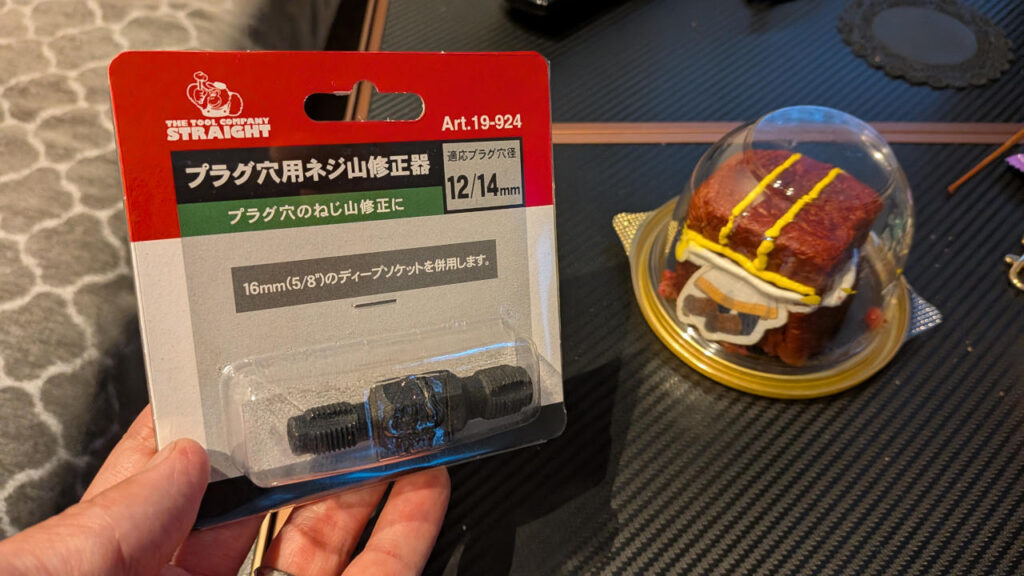 THE TOOL COMPANY
STRAIGHT
Art.19-924
プラグ穴用ネジ山修正器
適応プラグ穴径
12/14mm
プラグ穴のねじ山修正に
16mm(5/8")のディープソケットを併用します。